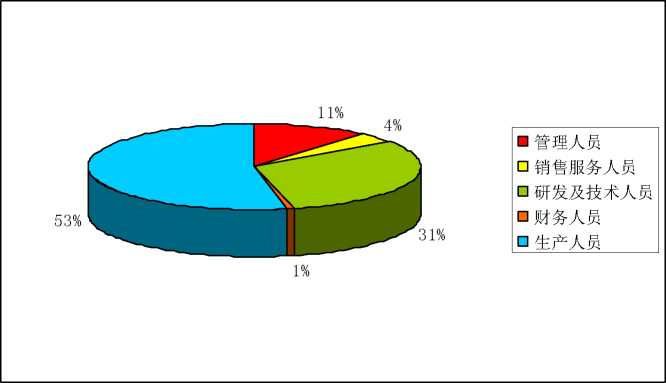 11%
4%
31%
1%
53%
管理人员
销售服务人员
研发及技术人员
财务人员
生产人员